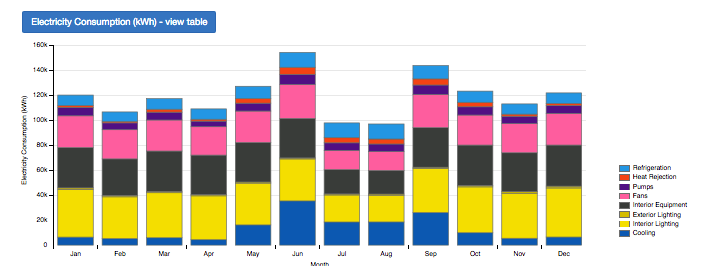 Electricity Consumption (kWh) - view table
160k
140k
120k
100k
80k
60k
40k
20k
0
Electricity Consumption (kWh)
Jan Feb Mar Apr May Jun Jul Aug Sep Oct Nov Dec
Month
Refrigeration
Heat Rejection
Pumps
Fans
Interior Equipment
Exterior Lighting
Interior Lighting
Cooling